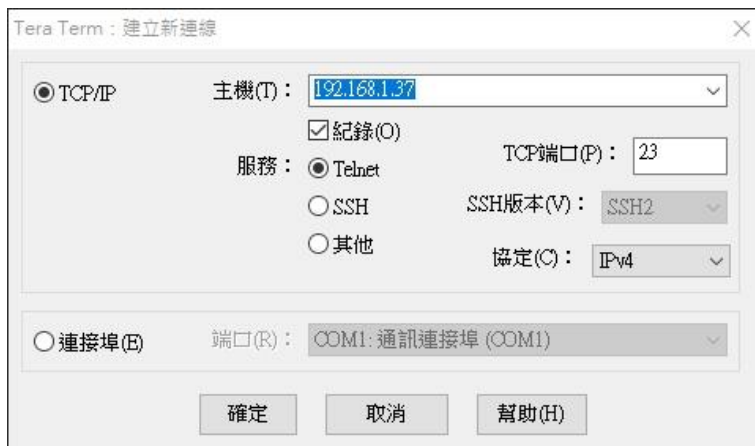 Tera Term：建立新連線
TCP/IP 主機(T)： 192.168.1.37
紀錄(O)
服務： Telnet TCP端口(P)： 23
SSH SSH版本(V)： SSH2
其他 協定(C)： IPv4
連接埠(E) 端口(R)： COM1: 通訊連接埠 (COM1)
確定 取消 幫助(H)